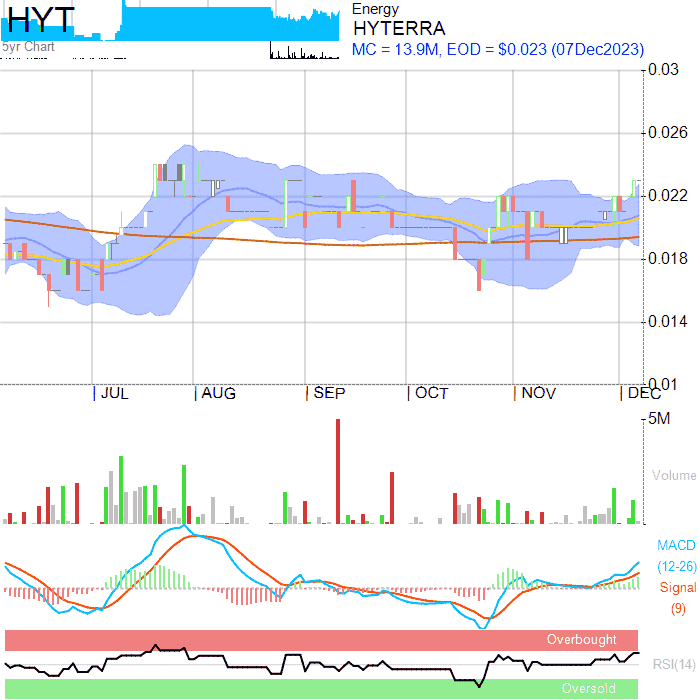 HYT
5yr Chart
Energy
HYTERRA
MC = 13.9M, EOD = $0.023 (07Dec2023)
0.03
0.026
0.022
0.018
0.014
0.01
JUL AUG SEP OCT NOV DEC
5M
Volume
MACD
(12-26)
Signal
(9)
Overbought
RSI(14)
Oversold